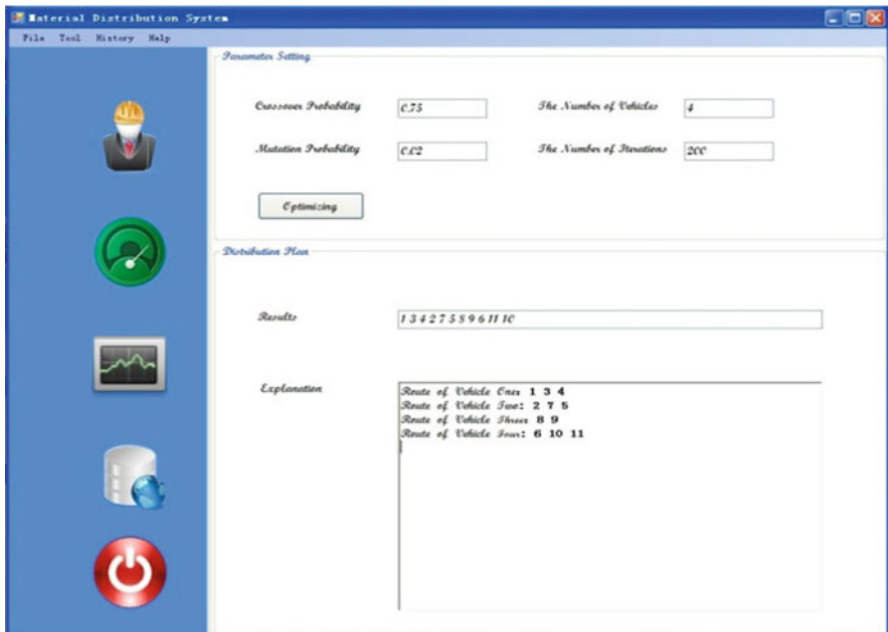 Material Distribution System
File Tool History Help
Parameter Setting
Crossover Probability 0.75 The Number of Vehicles 4
Mutation Probability 0.02 The Number of Iterations 200
Optimizing
Distribution Plan
Results 1 3 4 2 7 5 8 9 6 11 10
Explanation
Route of Vehicle One: 1 3 4
Route of Vehicle Two: 2 7 5
Route of Vehicle Three: 8 9
Route of Vehicle Four: 6 10 11